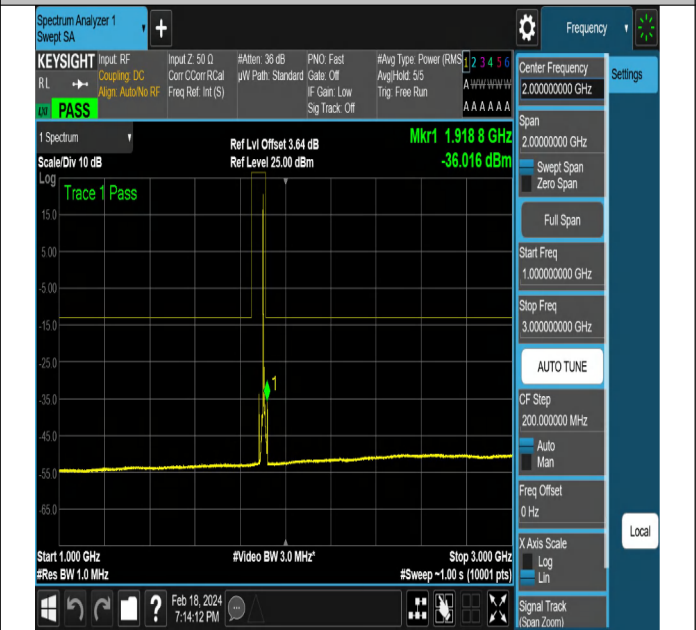 Spectrum Analyzer 1
Swept SA
+
Frequency
KEYSIGHT
RL
PASS
Input: RF
Coupling: DC
Align: Auto/No RF
Input Z: 50 Ω
Corr CCorr RCal
Freq Ref: Int (S)
#Atten: 36 dB
µW Path: Standard
PNO: Fast
Gate: Off
IF Gain: Low
Sig Track: Off
#Avg Type: Power (RMS
Avg|Hold: 5/5
Trig: Free Run
1 2 3 4 5 6
A W W W W W
A A A A A A
1 Spectrum
Scale/Div 10 dB
Ref Lvl Offset 3.64 dB
Ref Level 25.00 dBm
Mkr1 1.918 8 GHz
-36.016 dBm
Log
Trace 1 Pass
15.0
5.00
-5.00
-15.0
-25.0
-35.0
-45.0
-55.0
-65.0
1
Start 1.000 GHz
#Res BW 1.0 MHz
#Video BW 3.0 MHz*
Stop 3.000 GHz
#Sweep ~1.00 s (10001 pts)
Center Frequency
2.000000000 GHz
Settings
Span
2.00000000 GHz
Swept Span
Zero Span
Full Span
Start Freq
1.000000000 GHz
Stop Freq
3.000000000 GHz
AUTO TUNE
CF Step
200.000000 MHz
Auto
Man
Freq Offset
0 Hz
X Axis Scale
Log
Lin
Local
Signal Track
(Span Zoom)
?
Feb 18, 2024
7:14:12 PM